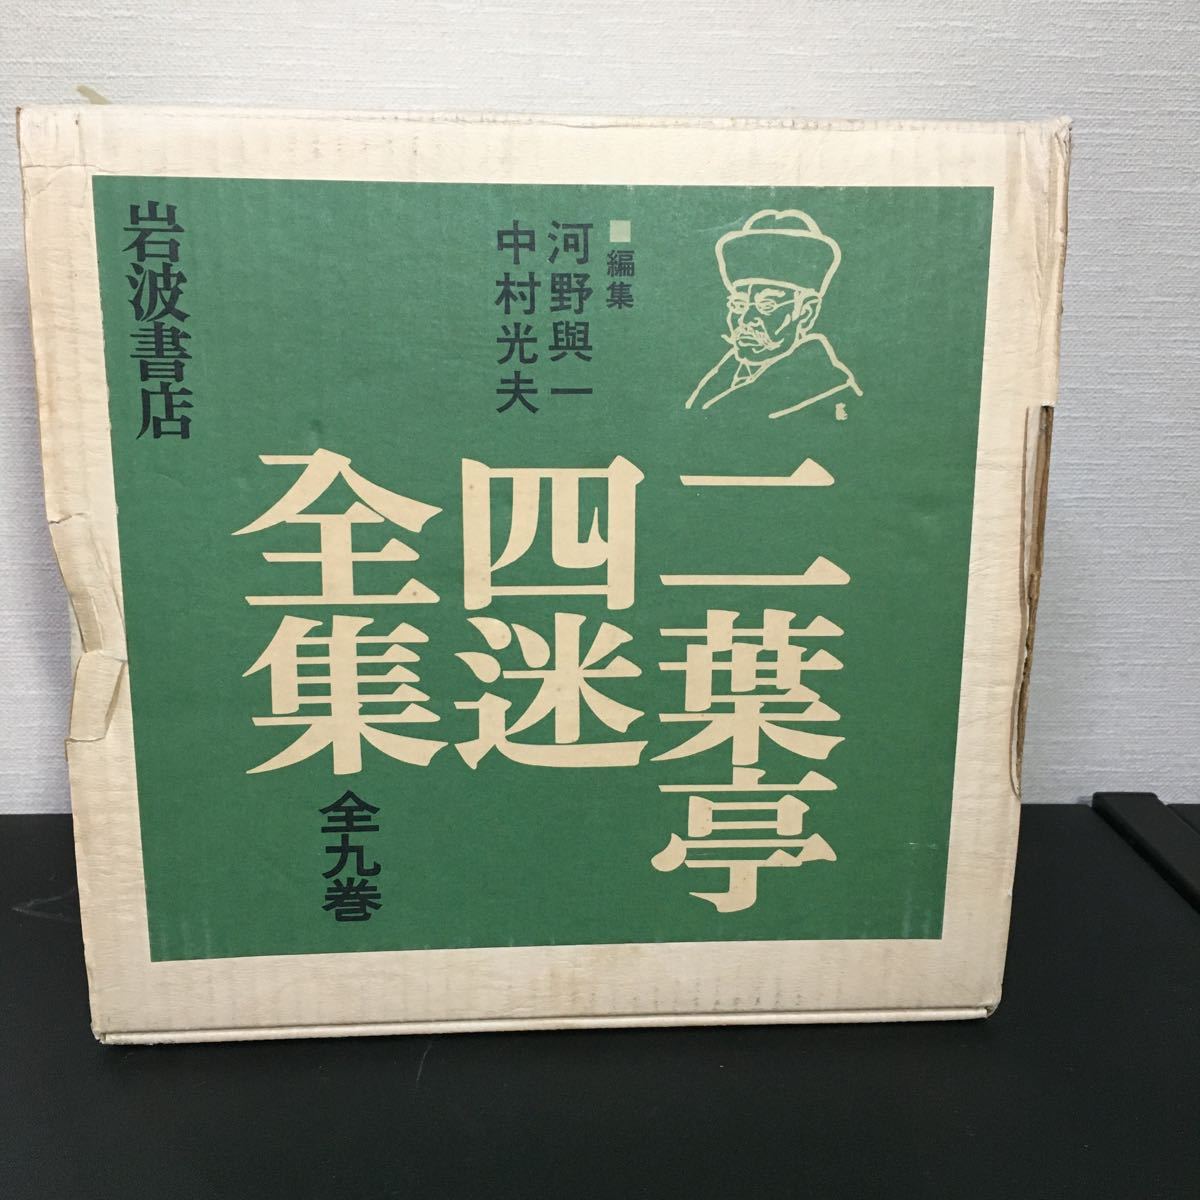 ■編集
河野與一
中村光夫
二葉亭
四迷
全集
全九巻
岩波書店